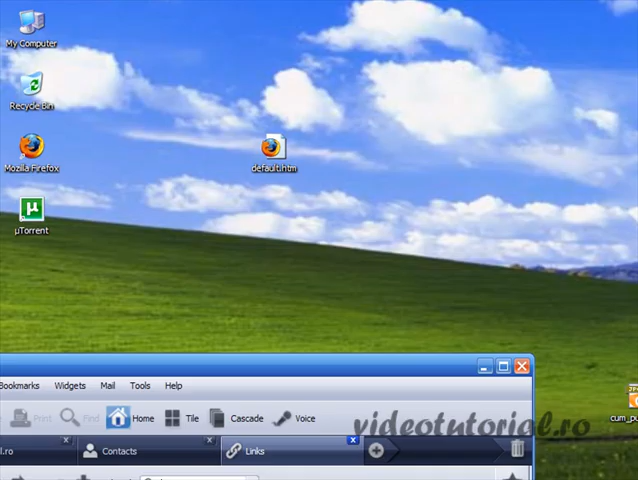 My Computer
Recycle Bin
Mozilla Firefox
default.htm
µ
µTorrent
Bookmarks Widgets Mail Tools Help
Print Find Home Tile Cascade Voice
cum_pu
videotutorial.ro
l.ro Contacts Links